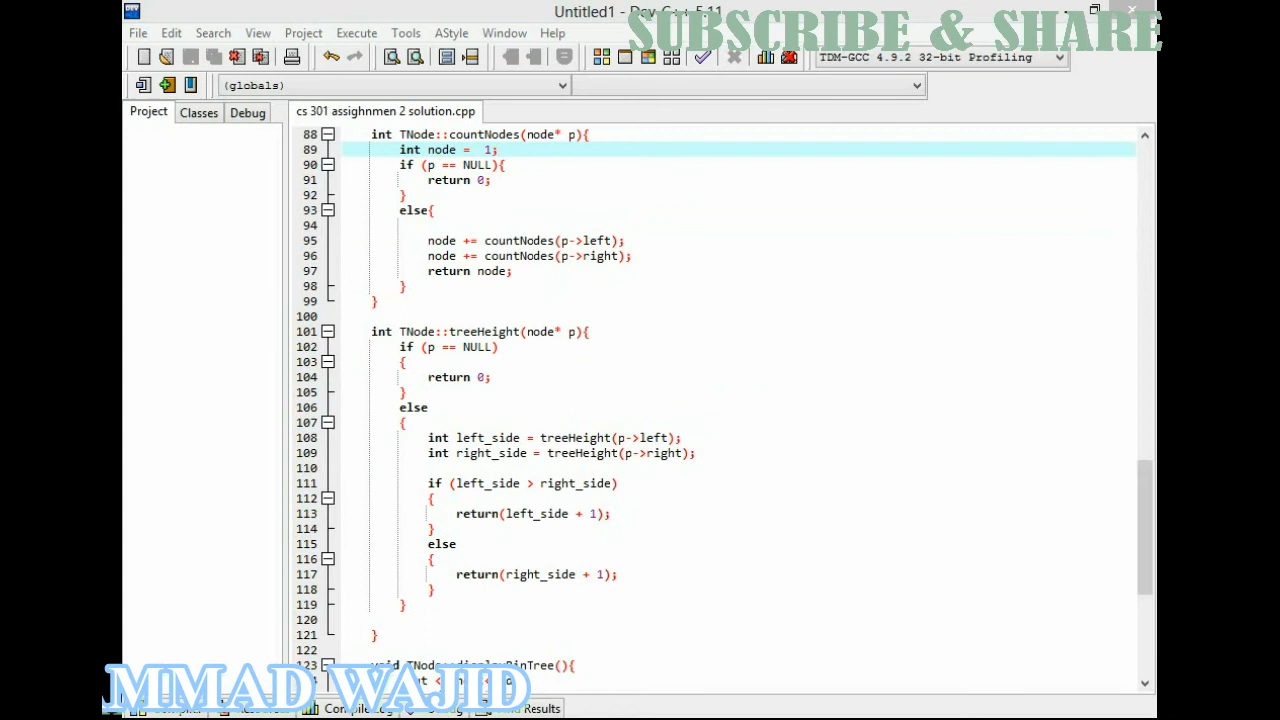 Untitled1 - Dev-C++ 5.11
SUBSCRIBE & SHARE
File Edit Search View Project Execute Tools AStyle Window Help
TDM-GCC 4.9.2 32-bit Profiling
(globals)
Project Classes Debug
cs 301 assighnmen 2 solution.cpp
88 int TNode::countNodes(node* p){
89 int node = 1;
90 if (p == NULL){
91 return 0;
92 }
93 else{
94
95 node += countNodes(p->left);
96 node += countNodes(p->right);
97 return node;
98 }
99 }
100
101 int TNode::treeHeight(node* p){
102 if (p == NULL)
103 {
104 return 0;
105 }
106 else
107 {
108 int left_side = treeHeight(p->left);
109 int right_side = treeHeight(p->right);
110
111 if (left_side > right_side)
112 {
113 return(left_side + 1);
114 }
115 else
116 {
117 return(right_side + 1);
118 }
119 }
120
121 }
122
123 void TNode::displayBinTree(){
MMAD WAJID